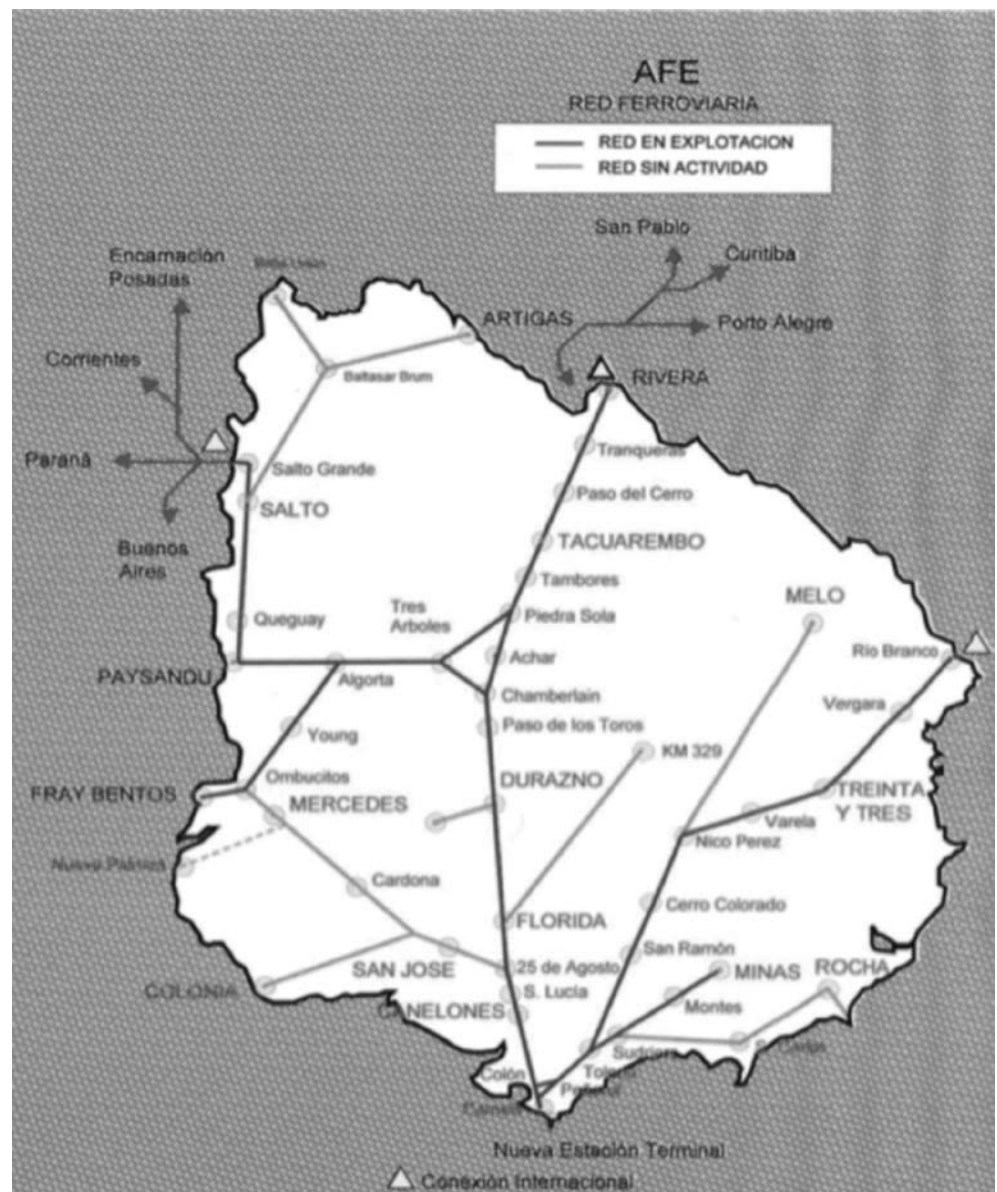 AFE
RED FERROVIARIA
RED EN EXPLOTACION
RED SIN ACTIVIDAD
San Pablo
Curitiba
Porto Alegre
Encarnación
Posadas
Corrientes
Paraná
Buenos
Aires
ARTIGAS
Baltasar Brum
RIVERA
Tranqueras
Salto Grande
Paso del Cerro
SALTO
TACUAREMBO
Tambores
MELO
Tres
Arboles
Piedra Sola
Queguay
Río Branco
Achar
PAYSANDU
Algorta
Chamberlain
Vergara
Paso de los Toros
Young
KM 329
Ombucitos
DURAZNO
FRAY BENTOS
MERCEDES
TREINTA
Y TRES
Varela
Nico Perez
Cardona
Cerro Colorado
FLORIDA
San Ramón
SAN JOSE
25 de Agosto
MINAS
ROCHA
COLONIA
S. Lucía
Montes
CANELONES
Colón
Nueva Estación Terminal
Conexión Internacional